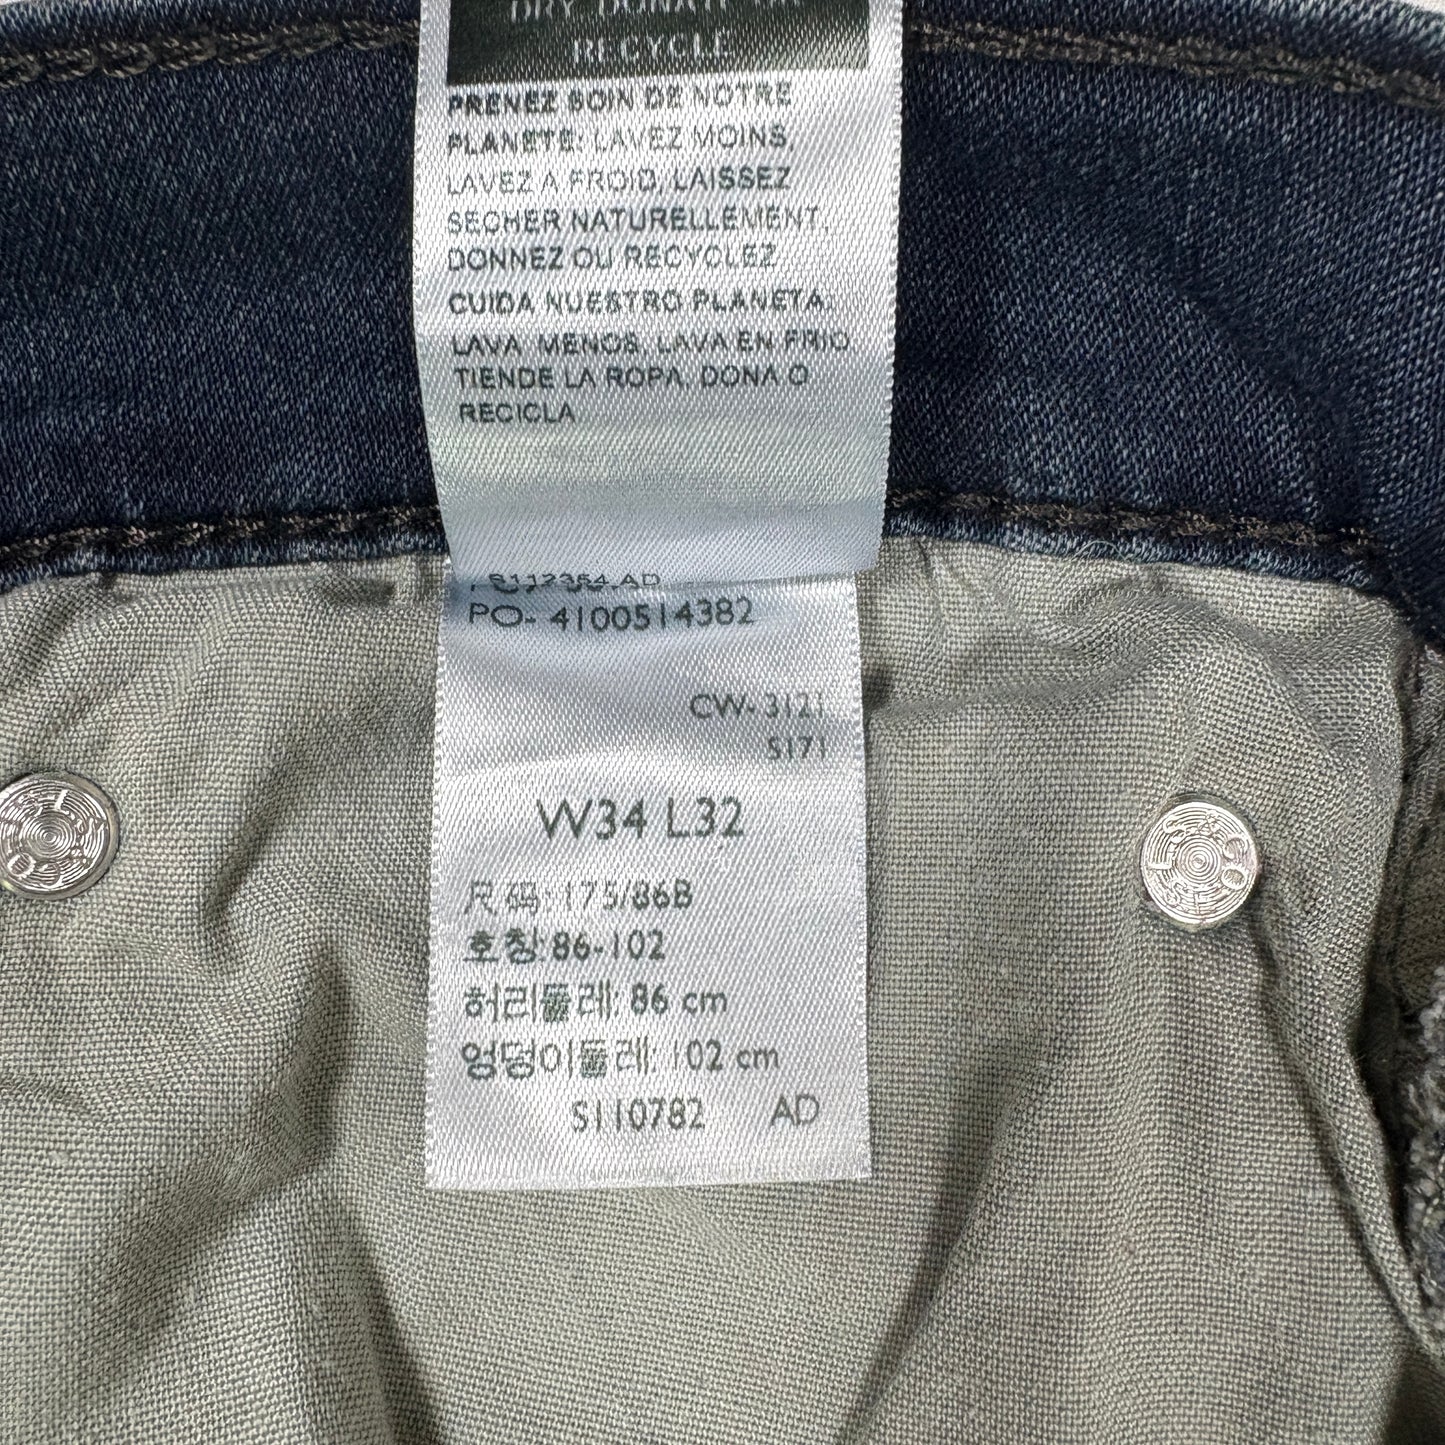 RECYCLE
PRENEZ SOIN DE NOTRE
PLANETE: LAVEZ MOINS,
LAVEZ A FROID, LAISSEZ
SECHER NATURELLEMENT,
DONNEZ OU RECYCLEZ
CUIDA NUESTRO PLANETA:
LAVA MENOS, LAVA EN FRIO,
TIENDE LA ROPA, DONA O
RECICLA
S112354 AD
PO- 4100514382
CW- 3121
S171
W34 L32
尺码: 175/86B
호칭: 86-102
허리둘레: 86 cm
엉덩이둘레: 102 cm
S110782 AD